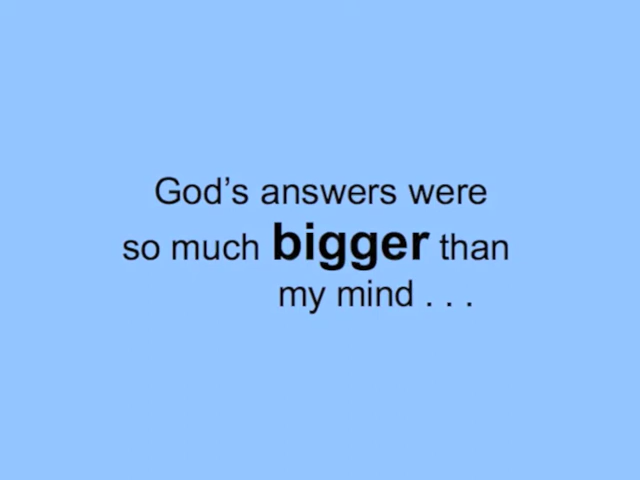 God’s answers were
so much bigger than
my mind . . .